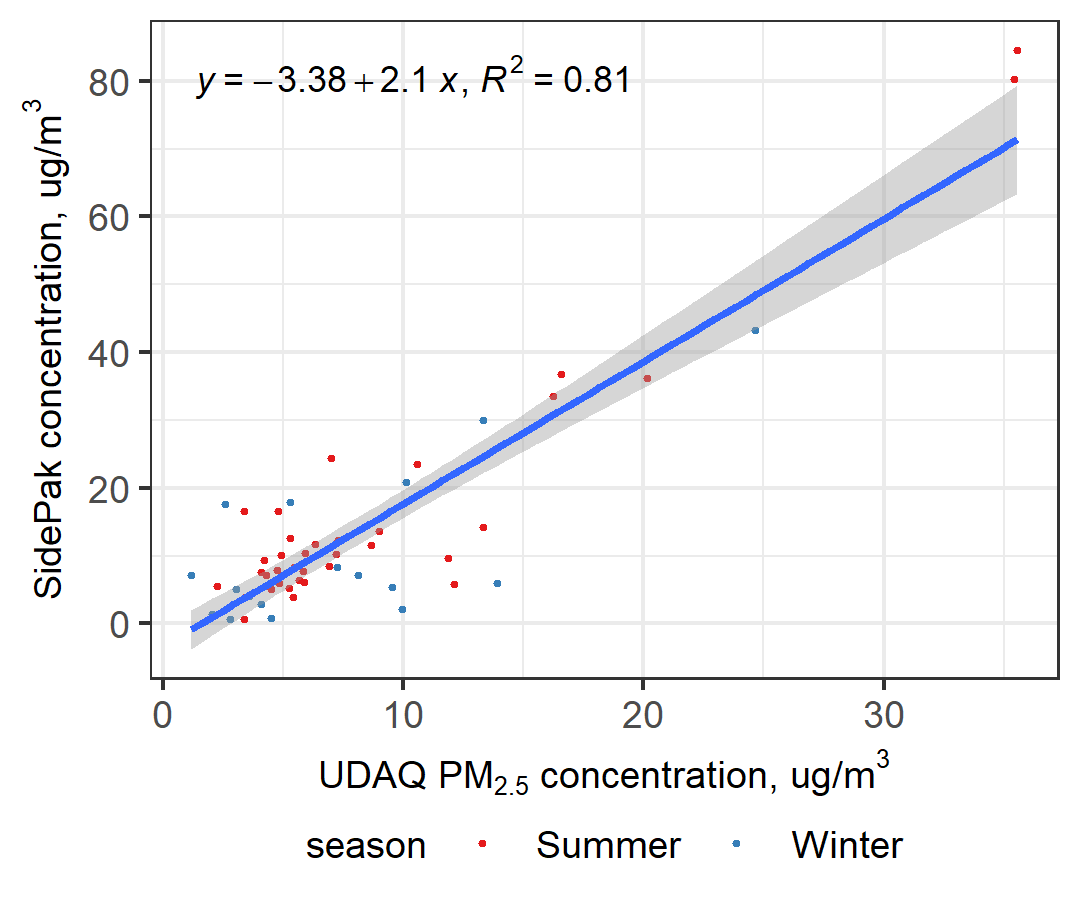 y = −3.38 + 2.1 x, R² = 0.81
80
60
40
20
0
SidePak concentration, ug/m³
0 10 20 30
UDAQ PM₂.₅ concentration, ug/m³
season Summer Winter